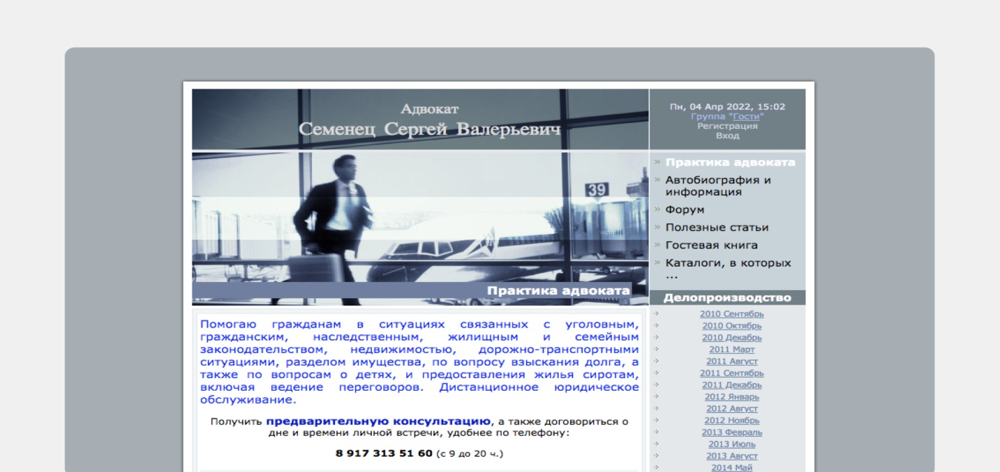 Адвокат
Семенец Сергей Валерьевич
Пн, 04 Апр 2022, 15:02
Группа "Гости"
Регистрация
Вход
39
Практика адвоката
» Практика адвоката
» Автобиография и
информация
» Форум
» Полезные статьи
» Гостевая книга
» Каталоги, в которых
...
Делопроизводство
2010 Сентябрь
2010 Октябрь
2010 Декабрь
2011 Март
2011 Август
2011 Сентябрь
2011 Декабрь
2012 Январь
2012 Август
2012 Ноябрь
2013 Февраль
2013 Июль
2013 Август
2014 Май
Помогаю гражданам в ситуациях связанных с уголовным,
гражданским, наследственным, жилищным и семейным
законодательством, недвижимостью, дорожно-транспортными
ситуациями, разделом имущества, по вопросу взыскания долга, а
также по вопросам о детях, и предоставления жилья сиротам,
включая ведение переговоров. Дистанционное юридическое
обслуживание.
Получить предварительную консультацию, а также договориться о
дне и времени личной встречи, удобнее по телефону:
8 917 313 51 60 (с 9 до 20 ч.)